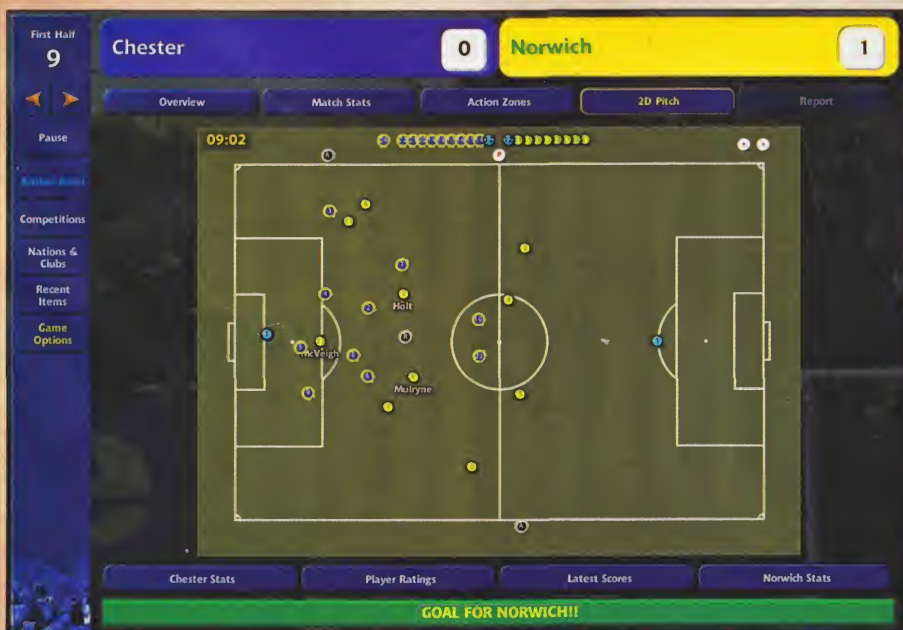 First Half
9
Chester
0
Norwich
1
Overview
Match Stats
Action Zones
2D Pitch
Report
Pause
Competitions
Nations &
Clubs
Recent
Items
Game
Options
09:02
Holt
McVeigh
Mulryne
Chester Stats
Player Ratings
Latest Scores
Norwich Stats
GOAL FOR NORWICH!!